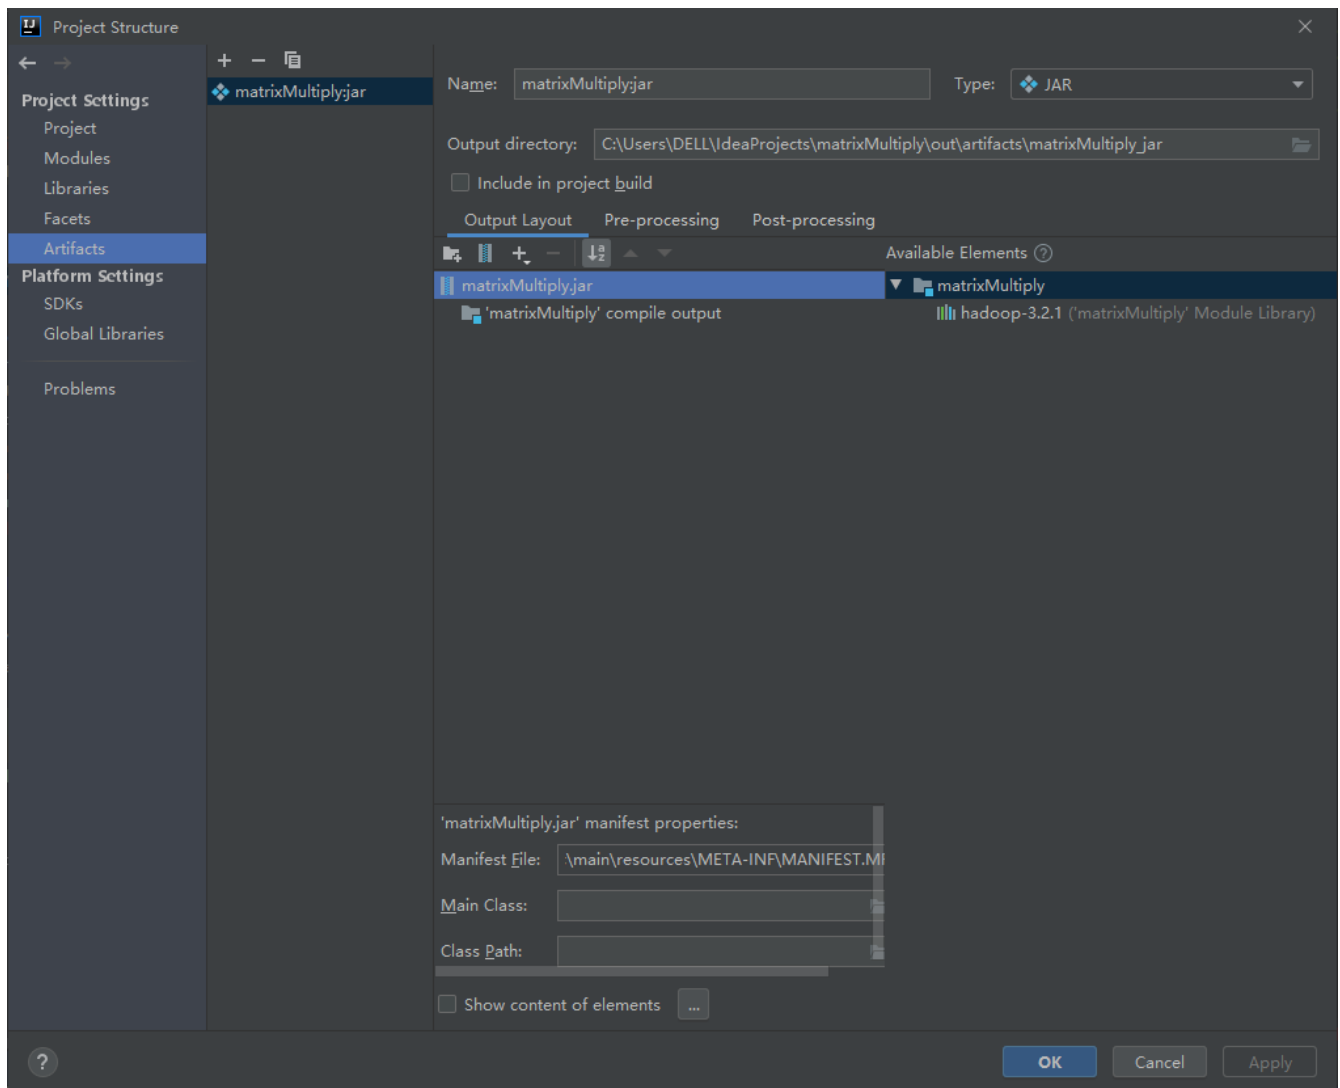 Project Structure
Project Settings
Project
Modules
Libraries
Facets
Artifacts
Platform Settings
SDKs
Global Libraries
Problems
matrixMultiply:jar
Name: matrixMultiply:jar Type: JAR
Output directory: C:\Users\DELL\IdeaProjects\matrixMultiply\out\artifacts\matrixMultiply_jar
Include in project build
Output Layout Pre-processing Post-processing
Available Elements ?
matrixMultiply.jar
'matrixMultiply' compile output
matrixMultiply
hadoop-3.2.1 ('matrixMultiply' Module Library)
'matrixMultiply.jar' manifest properties:
Manifest File: :\main\resources\META-INF\MANIFEST.MF
Main Class:
Class Path:
Show content of elements ...
? OK Cancel Apply